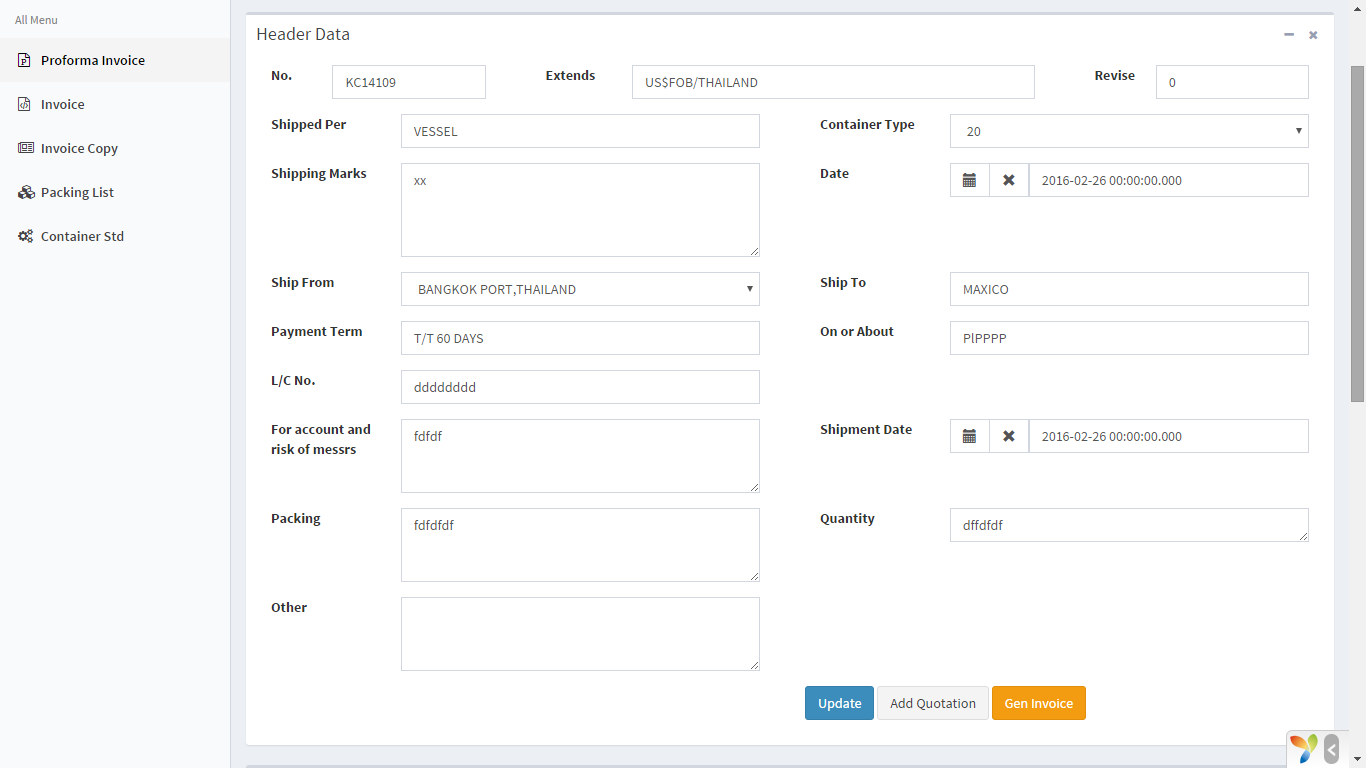 All Menu
Proforma Invoice
Invoice
Invoice Copy
Packing List
Container Std
Header Data
No. KC14109 Extends US$FOB/THAILAND Revise 0
Shipped Per VESSEL Container Type 20
Shipping Marks xx Date 2016-02-26 00:00:00.000
Ship From BANGKOK PORT,THAILAND Ship To MAXICO
Payment Term T/T 60 DAYS On or About PlPPPP
L/C No. dddddddd
For account and fdfdf Shipment Date 2016-02-26 00:00:00.000
risk of messrs
Packing fdfdfdf Quantity dffdfdf
Other
Update Add Quotation Gen Invoice